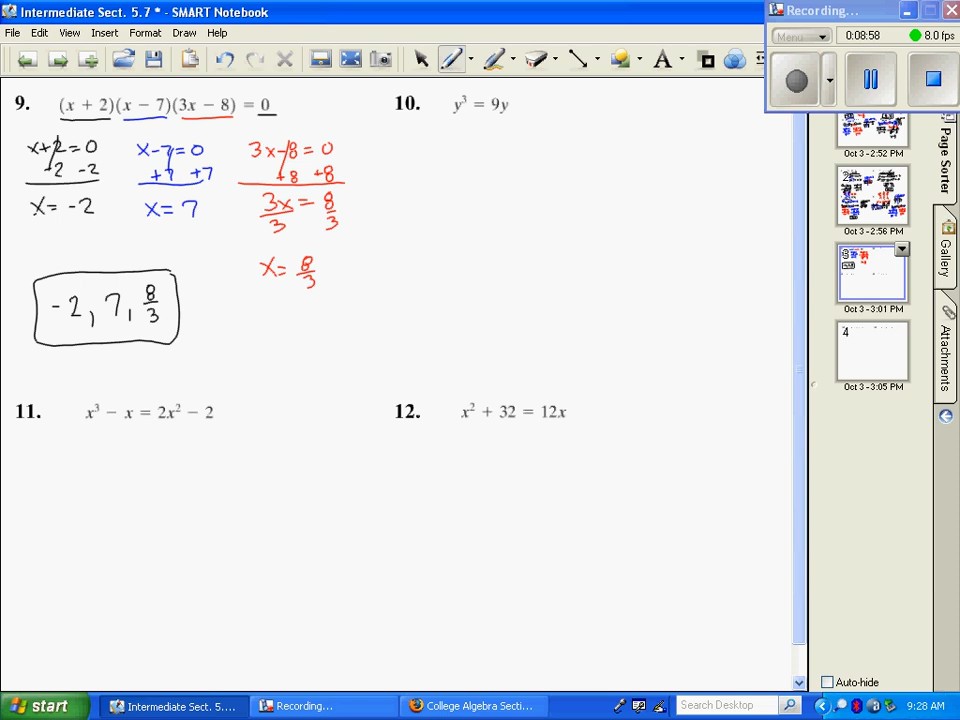 Intermediate Sect. 5.7 * - SMART Notebook
Recording...
File Edit View Insert Format Draw Help
Menu
0:08:58
8.0 fps
A
9. (x + 2)(x − 7)(3x − 8) = 0
10. y³ = 9y
x+2=0 x-7=0 3x-8=0
-2 -2 +7 +7 +8 +8
x= -2 x= 7 3x/3 = 8/3
x= 8/3
-2, 7, 8/3
11. x³ − x = 2x² − 2
12. x² + 32 = 12x
Oct 3 - 2:52 PM
2
Oct 3 - 2:56 PM
3
Oct 3 - 3:01 PM
4
Oct 3 - 3:05 PM
Page Sorter
Gallery
Attachments
Auto-hide
start
Intermediate Sect. 5....
Recording...
College Algebra Secti...
Search Desktop
9:28 AM